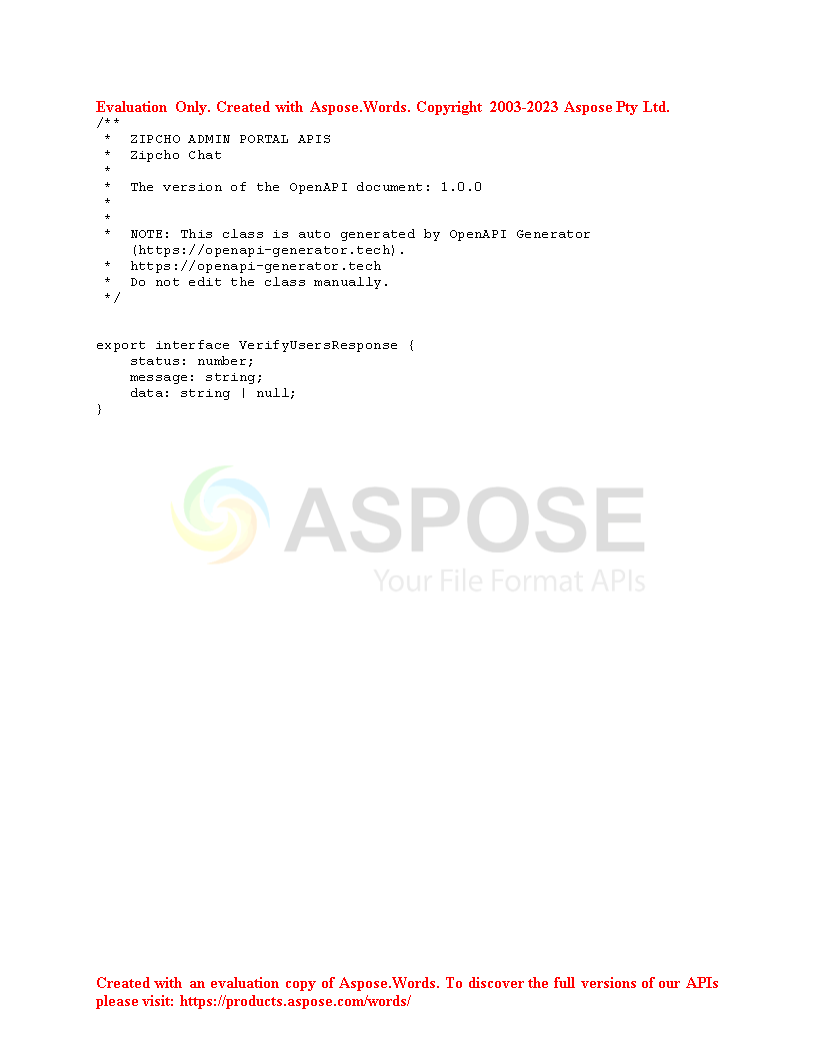 Evaluation Only. Created with Aspose.Words. Copyright 2003-2023 Aspose Pty Ltd.
/**
 * ZIPCHO ADMIN PORTAL APIS
 * Zipcho Chat
 *
 * The version of the OpenAPI document: 1.0.0
 *
 *
 * NOTE: This class is auto generated by OpenAPI Generator
(https://openapi-generator.tech).
 * https://openapi-generator.tech
 * Do not edit the class manually.
 */
export interface VerifyUsersResponse {
    status: number;
    message: string;
    data: string | null;
}
ASPOSE
Your File Format APIs
Created with an evaluation copy of Aspose.Words. To discover the full versions of our APIs
please visit: https://products.aspose.com/words/